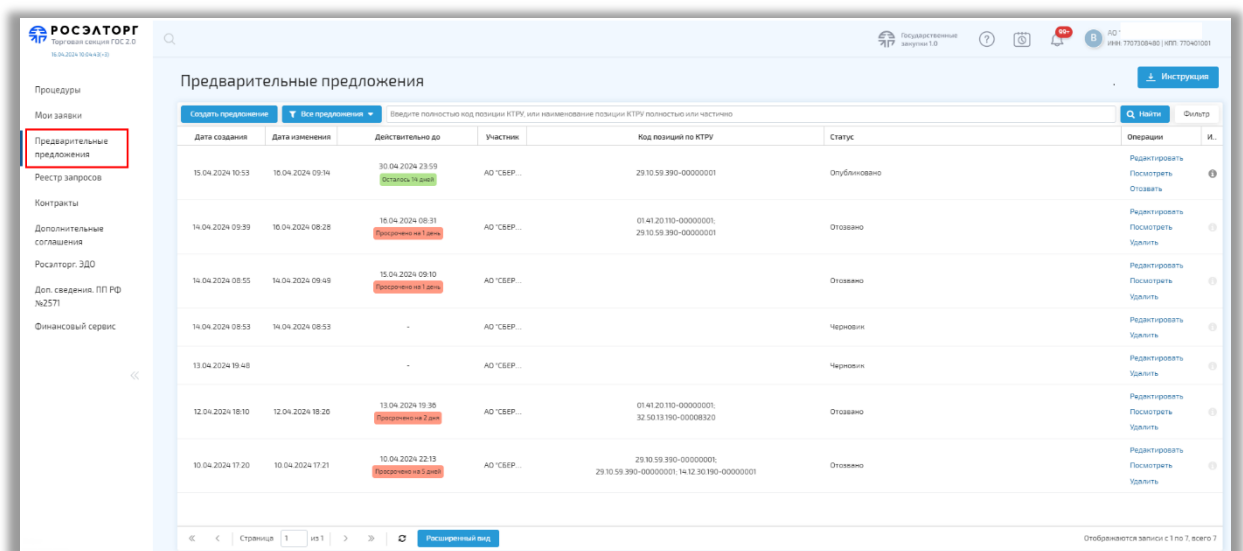 РОСЭЛТОРГ
Торговая секция ГОС 2.0
16.04.2024 10:04:43(+3)
Государственные
закупки 1.0
99+
В
АО "
ИНН: 7707308480 | КПП: 770401001
Процедуры
Мои заявки
Предварительные
предложения
Реестр запросов
Контракты
Дополнительные
соглашения
Росэлторг. ЭДО
Доп. сведения. ПП РФ
№2571
Финансовый сервис
Предварительные предложения
Инструкция
Создать предложение Все предложения Введите полностью код позиции КТРУ, или наименование позиции КТРУ полностью или частично Найти Фильтр
Дата создания Дата изменения Действительно до Участник Код позиций по КТРУ Статус Операции И...
15.04.2024 10:53 16.04.2024 09:14 30.04.2024 23:59 АО "СБЕР... 29.10.59.390-00000001 Опубликовано Редактировать
Осталось 14 дней Посмотреть
Отозвать
14.04.2024 09:39 16.04.2024 08:28 16.04.2024 08:31 АО "СБЕР... 01.41.20.110-00000001; Отозвано Редактировать
Просрочено на 1 день 29.10.59.390-00000001 Посмотреть
Удалить
14.04.2024 08:55 14.04.2024 09:49 15.04.2024 09:10 АО "СБЕР... Отозвано Редактировать
Просрочено на 1 день Посмотреть
Удалить
14.04.2024 08:53 14.04.2024 08:53 - АО "СБЕР... Черновик Редактировать
Удалить
13.04.2024 19:48 - АО "СБЕР... Черновик Редактировать
Удалить
12.04.2024 18:10 12.04.2024 18:26 13.04.2024 19:36 АО "СБЕР... 01.41.20.110-00000001; Отозвано Редактировать
Просрочено на 2 дня 32.50.13.190-00008320 Посмотреть
Удалить
10.04.2024 17:20 10.04.2024 17:21 10.04.2024 22:13 АО "СБЕР... 29.10.59.390-00000001; Отозвано Редактировать
Просрочено на 5 дней 29.10.59.390-00000001; 14.12.30.190-00000001 Посмотреть
Удалить
Страница 1 из 1 Расширенный вид Отображаются записи с 1 по 7, всего 7